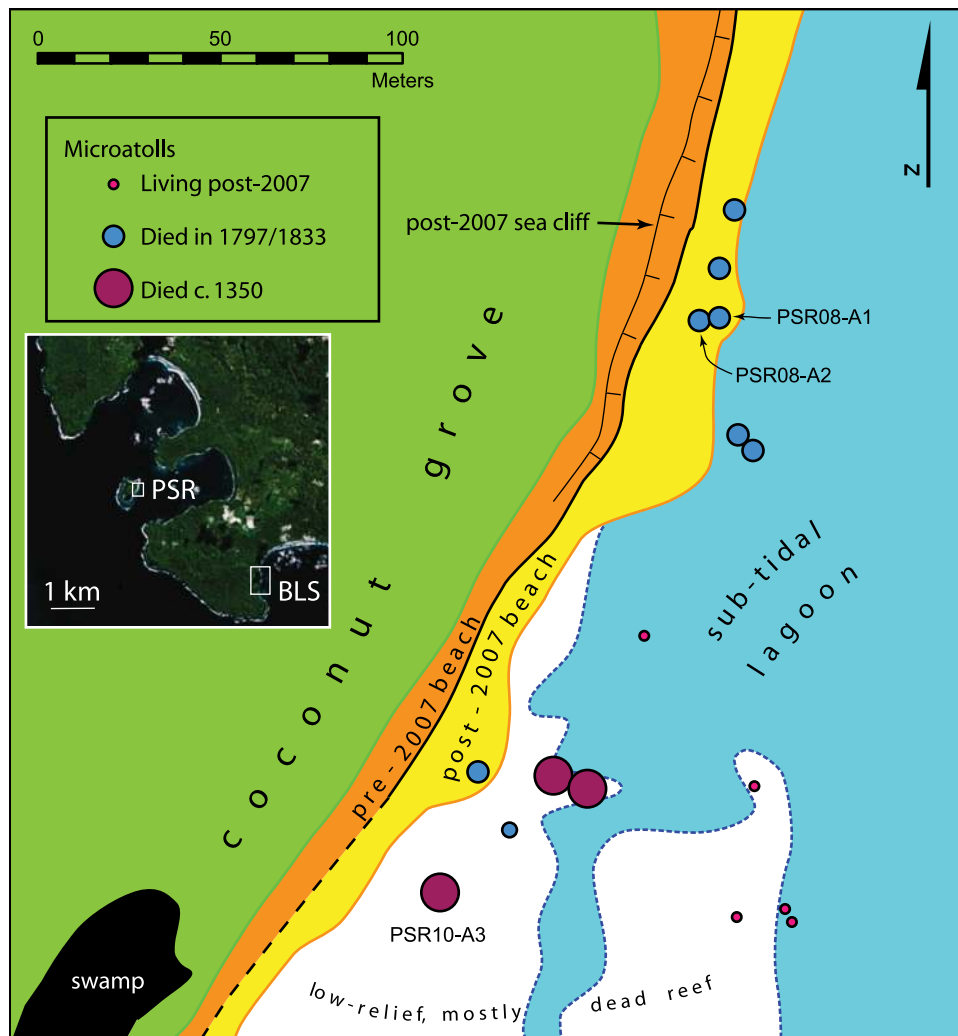 0 50 100
Meters
Microatolls
Living post-2007
Died in 1797/1833
Died c. 1350
N
post-2007 sea cliff
PSR08-A1
PSR08-A2
PSR
BLS
1 km
coconut grove
sub-tidal
lagoon
pre-2007 beach
post-2007 beach
PSR10-A3
swamp
low-relief, mostly dead reef